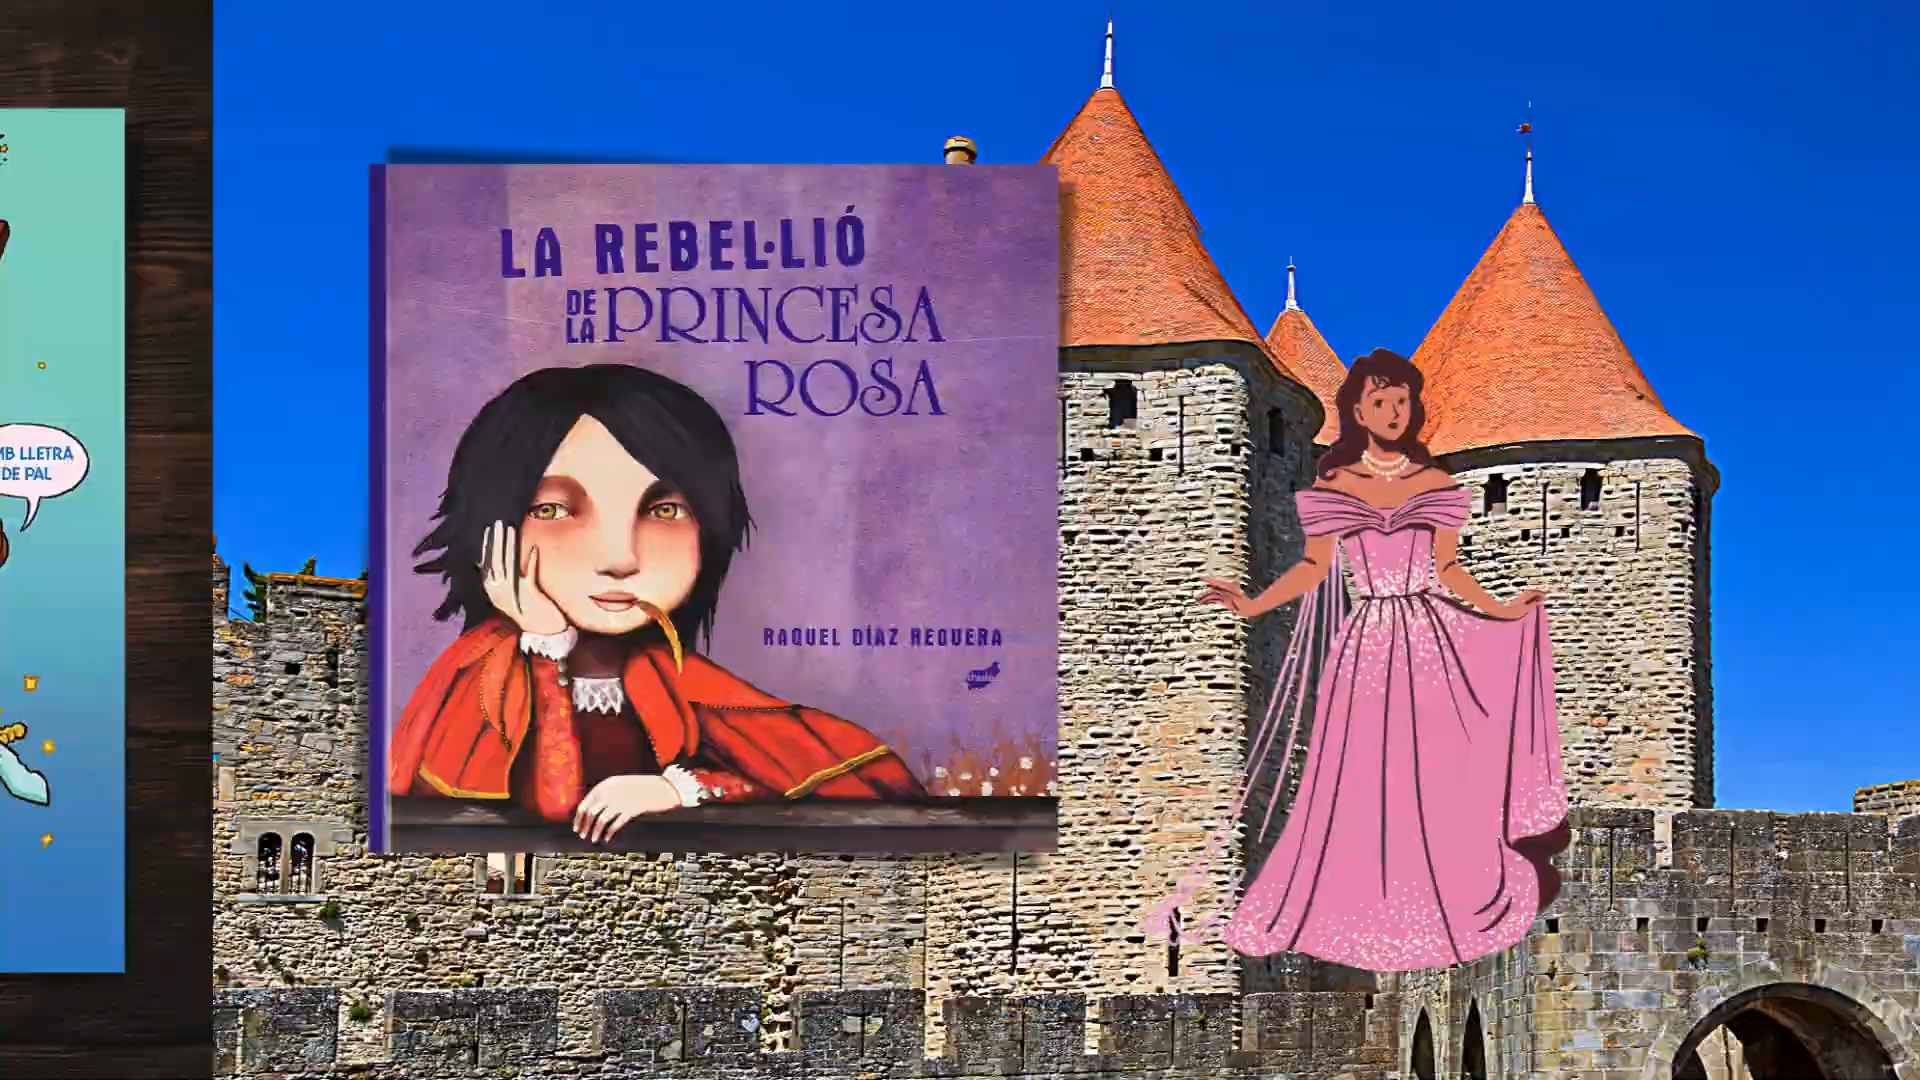 MB LLETRA
DE PAL
LA REBEL·LIÓ
DE LA PRINCESA
ROSA
RAQUEL DÍAZ REGUERA